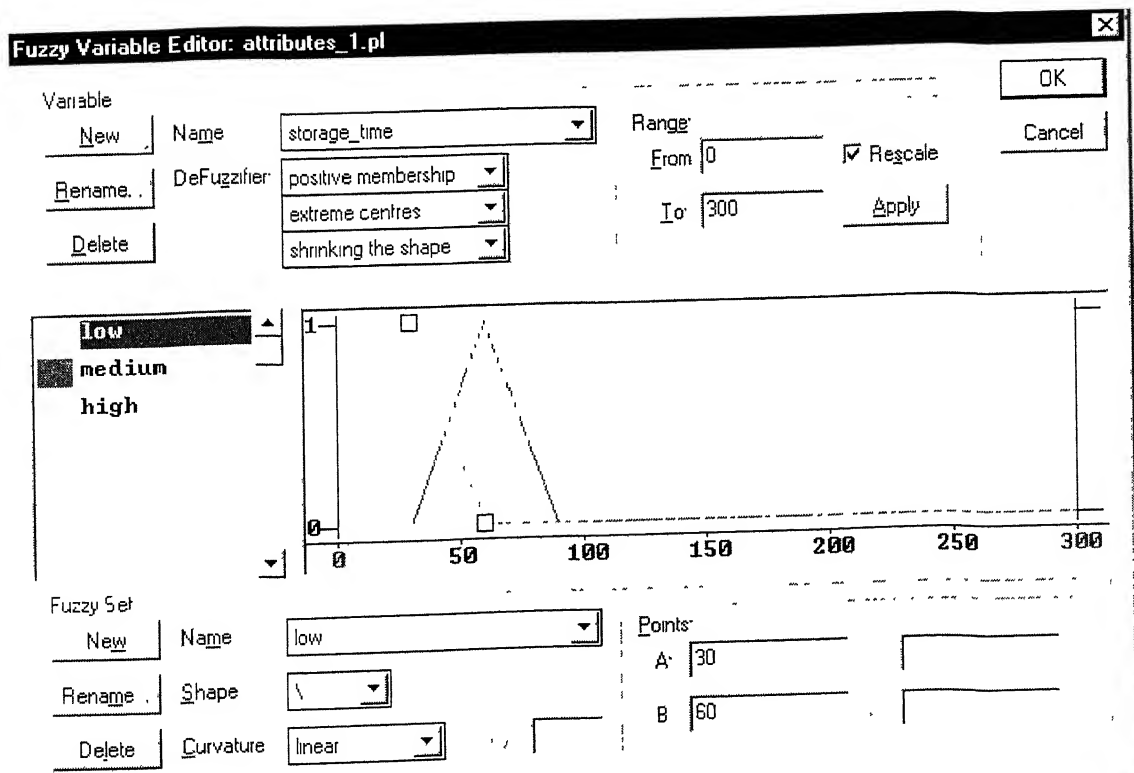 Fuzzy Variable Editor: attributes_1.pl
OK
Cancel
Variable
New
Name
storage_time
Rename. .
DeFuzzifier
positive membership
extreme centres
shrinking the shape
Delete
Range
From
0
To
300
Rescale
Apply
low
medium
high
1
0
0 50 100 150 200 250 300
Fuzzy Set
New
Name
low
Rename .
Shape
\
Delete
Curvature
linear
Points
A
30
B
60